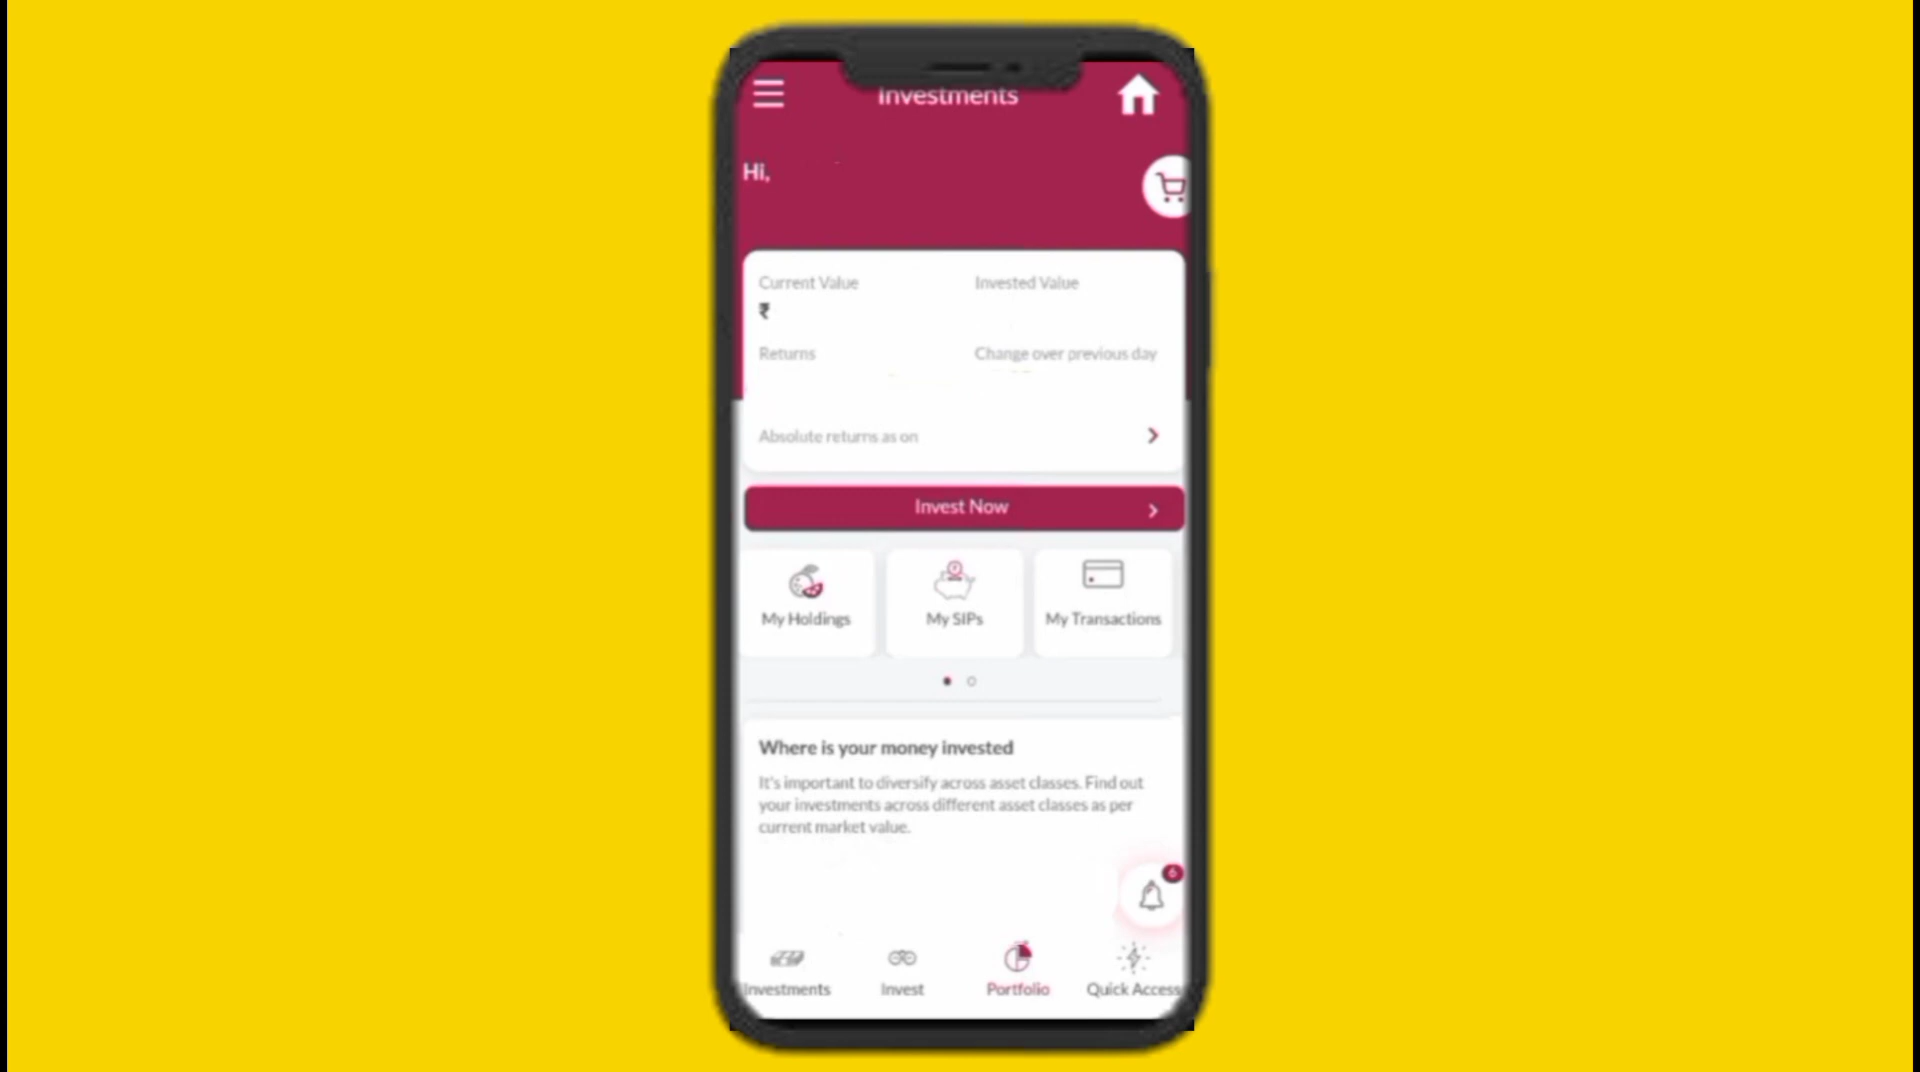 Investments
Hi,
Current Value
Invested Value
₹
Returns
Change over previous day
Absolute returns as on
Invest Now
My Holdings
My SIPs
My Transactions
Where is your money invested
It's important to diversify across asset classes. Find out
your investments across different asset classes as per
current market value.
6
Investments
Invest
Portfolio
Quick Access